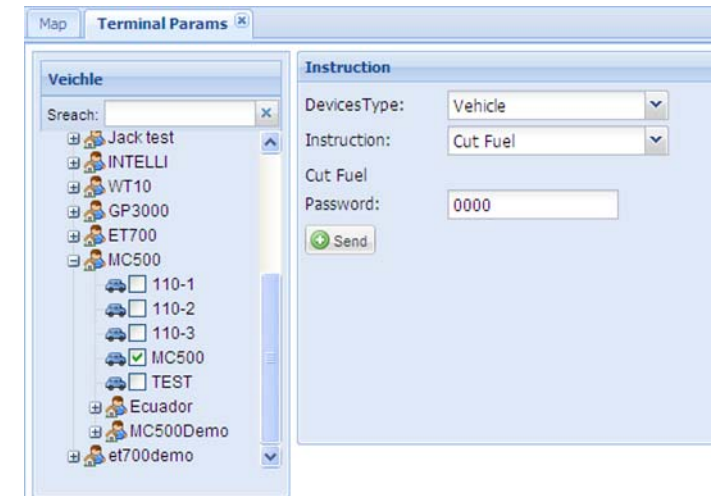 Map
Terminal Params
Veichle
Sreach:
Jack test
INTELLI
WT10
GP3000
ET700
MC500
110-1
110-2
110-3
MC500
TEST
Ecuador
MC500Demo
et700demo
Instruction
DevicesType: Vehicle
Instruction: Cut Fuel
Cut Fuel
Password: 0000
Send